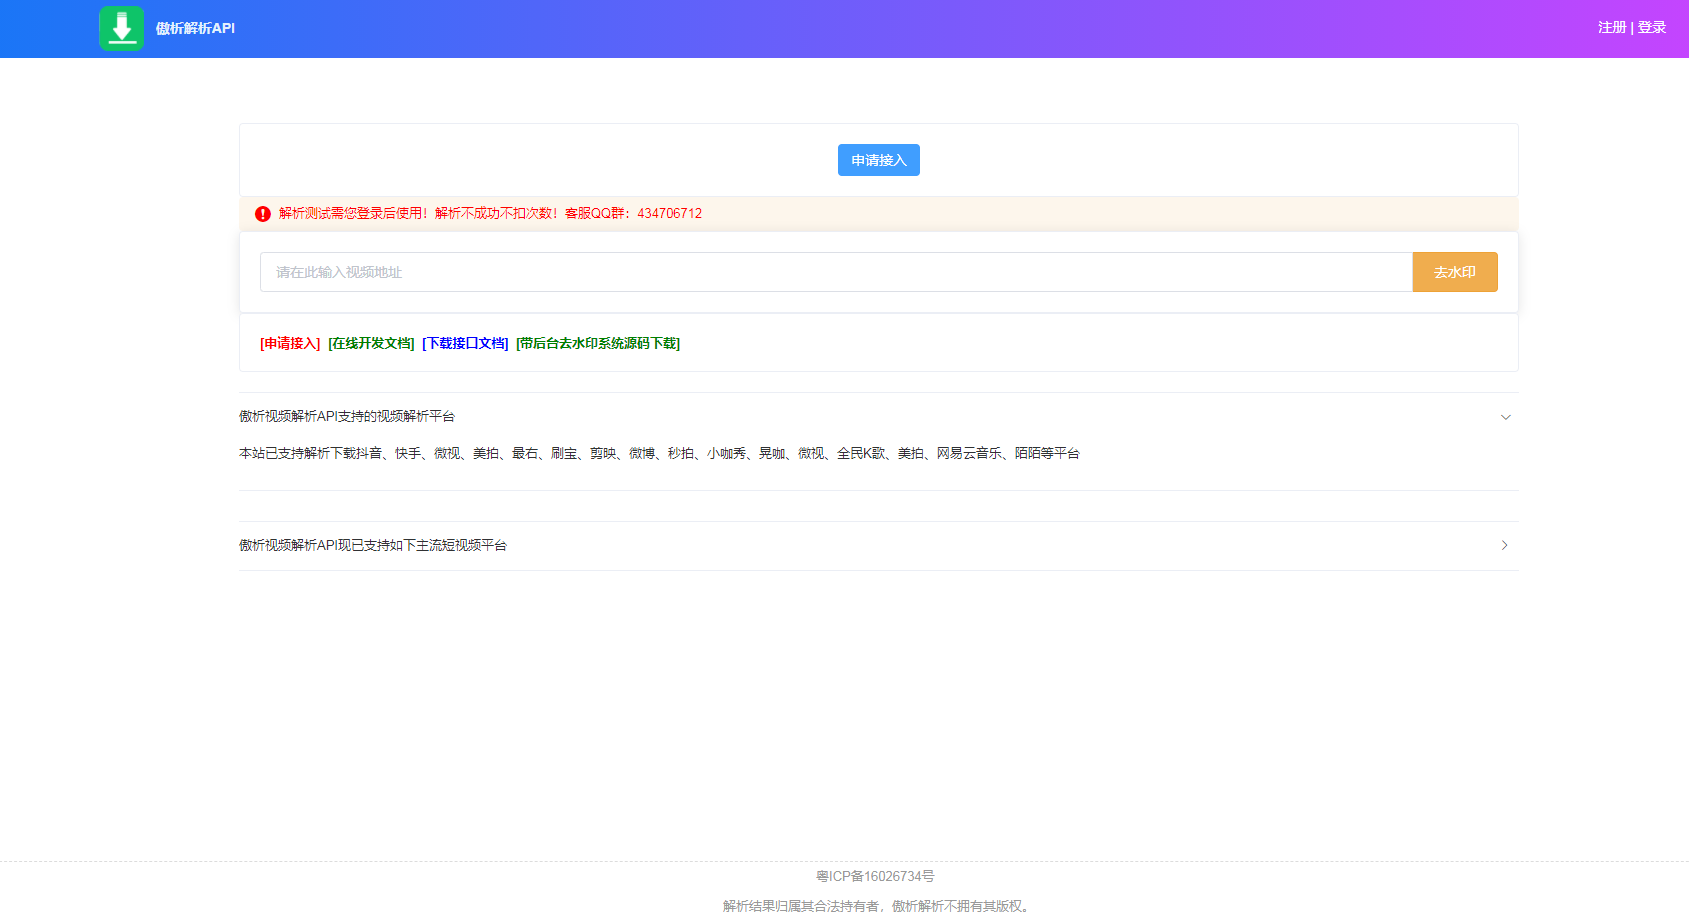 傲析解析API
注册 | 登录
申请接入
解析测试需您登录后使用！解析不成功不扣次数！客服QQ群：434706712
请在此输入视频地址
去水印
[申请接入] [在线开发文档] [下载接口文档] [带后台去水印系统源码下载]
傲析视频解析API支持的视频解析平台
本站已支持解析下载抖音、快手、微视、美拍、最右、刷宝、剪映、微博、秒拍、小咖秀、晃咖、微视、全民K歌、美拍、网易云音乐、陌陌等平台
傲析视频解析API现已支持如下主流短视频平台
粤ICP备16026734号
解析结果归属其合法持有者，傲析解析不拥有其版权。